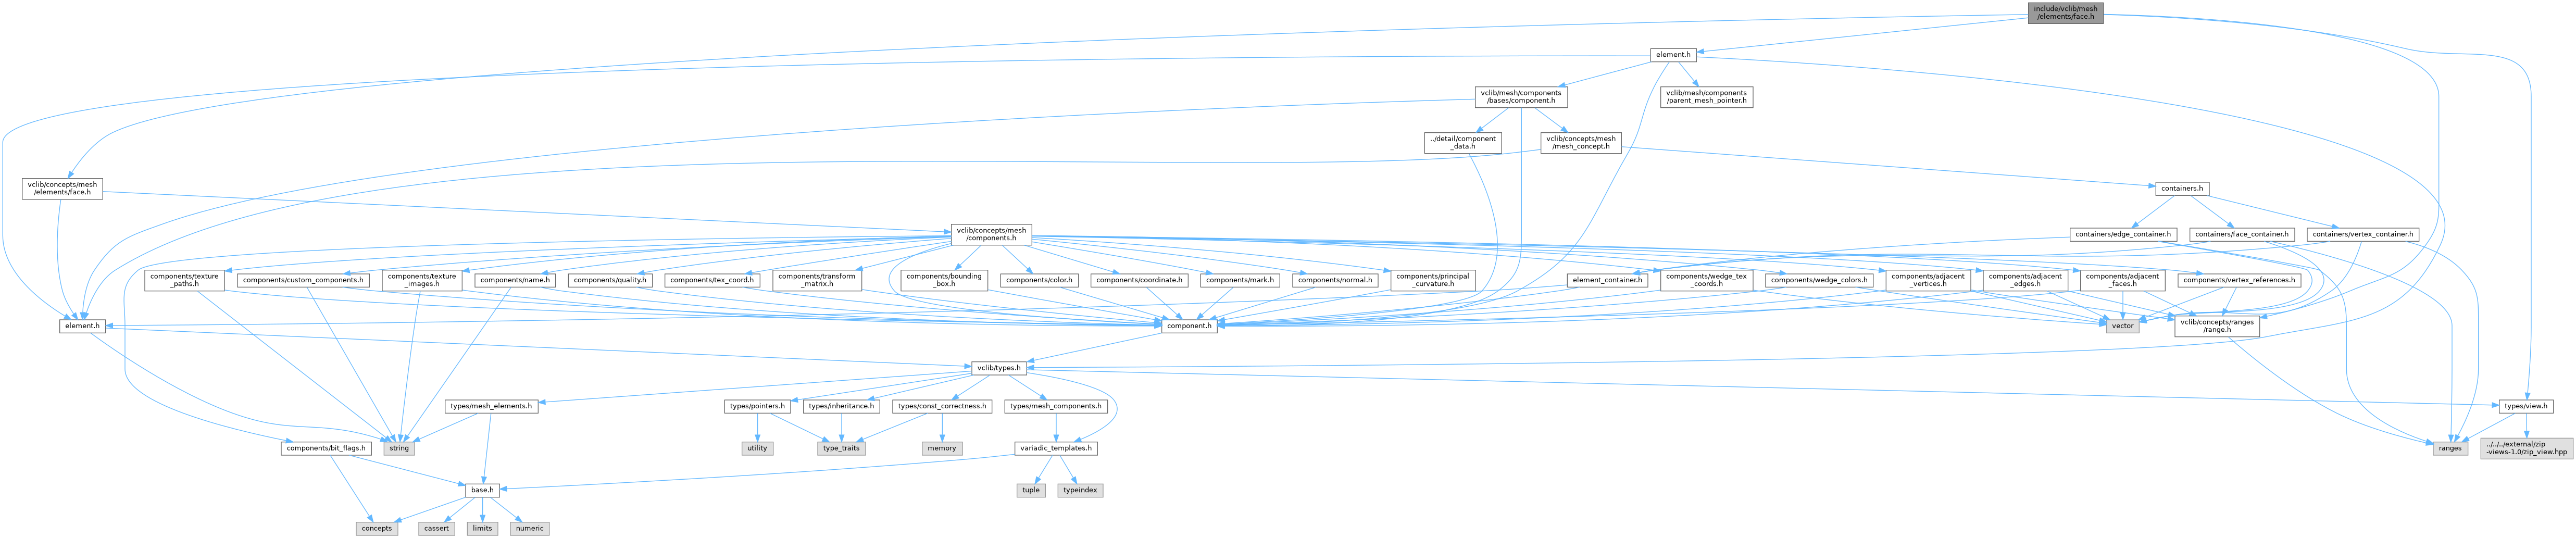 include/vclib/mesh
/elements/face.h
element.h
vclib/mesh/components
/bases/component.h
vclib/mesh/components
/parent_mesh_pointer.h
../detail/component
_data.h
vclib/concepts/mesh
/mesh_concept.h
vclib/concepts/mesh
/elements/face.h
containers.h
vclib/concepts/mesh
/components.h
containers/edge_container.h
containers/face_container.h
containers/vertex_container.h
components/texture
_paths.h
components/custom_components.h
components/texture
_images.h
components/name.h
components/quality.h
components/tex_coord.h
components/transform
_matrix.h
components/bounding
_box.h
components/color.h
components/coordinate.h
components/mark.h
components/normal.h
components/principal
_curvature.h
element_container.h
components/wedge_tex
_coords.h
components/wedge_colors.h
components/adjacent
_vertices.h
components/adjacent
_edges.h
components/adjacent
_faces.h
components/vertex_references.h
element.h
component.h
vector
vclib/concepts/ranges
/range.h
vclib/types.h
types/mesh_elements.h
types/pointers.h
types/inheritance.h
types/const_correctness.h
types/mesh_components.h
types/view.h
components/bit_flags.h
string
utility
type_traits
memory
variadic_templates.h
ranges
../../../external/zip
-views-1.0/zip_view.hpp
base.h
tuple
typeindex
concepts
cassert
limits
numeric